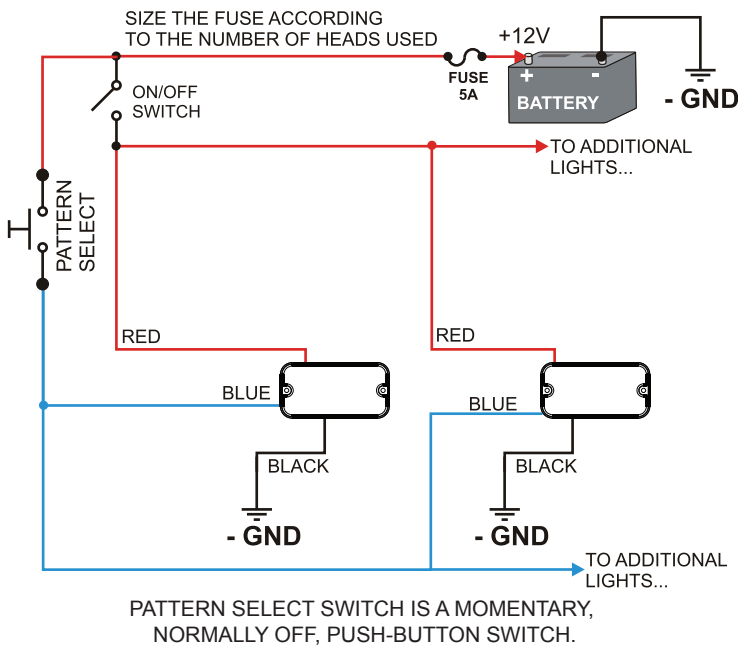 SIZE THE FUSE ACCORDING
TO THE NUMBER OF HEADS USED
+12V
FUSE
5A
+ -
BATTERY
- GND
ON/OFF
SWITCH
TO ADDITIONAL
LIGHTS...
PATTERN
SELECT
RED
RED
BLUE
BLUE
BLACK
BLACK
- GND
- GND
TO ADDITIONAL
LIGHTS...
PATTERN SELECT SWITCH IS A MOMENTARY,
NORMALLY OFF, PUSH-BUTTON SWITCH.